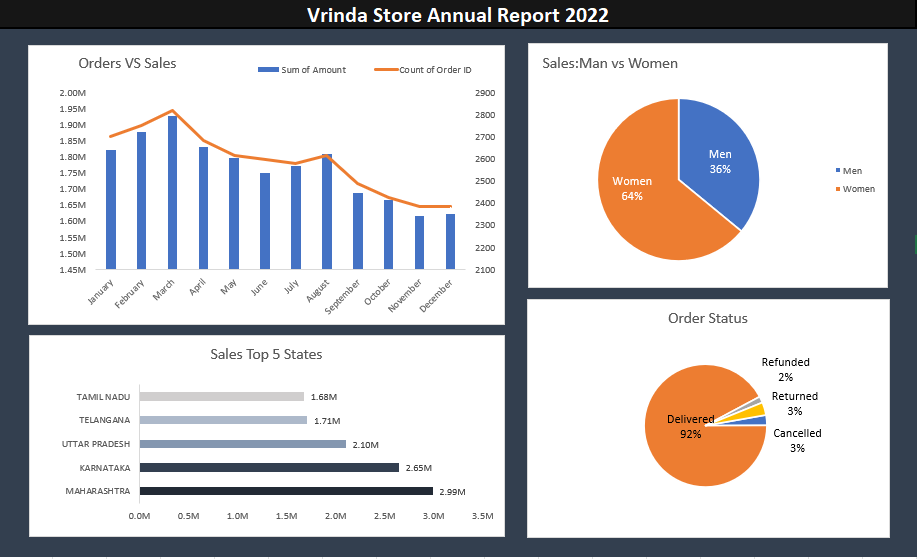 Vrinda Store Annual Report 2022
Orders VS Sales
Sum of Amount
Count of Order ID
2.00M
1.95M
1.90M
1.85M
1.80M
1.75M
1.70M
1.65M
1.60M
1.55M
1.50M
1.45M
2900
2800
2700
2600
2500
2400
2300
2200
2100
January
February
March
April
May
June
July
August
September
October
November
December
Sales:Man vs Women
Men
36%
Women
64%
Men
Women
Sales Top 5 States
TAMIL NADU
1.68M
TELANGANA
1.71M
UTTAR PRADESH
2.10M
KARNATAKA
2.65M
MAHARASHTRA
2.99M
0.0M
0.5M
1.0M
1.5M
2.0M
2.5M
3.0M
3.5M
Order Status
Refunded
2%
Returned
3%
Cancelled
3%
Delivered
92%